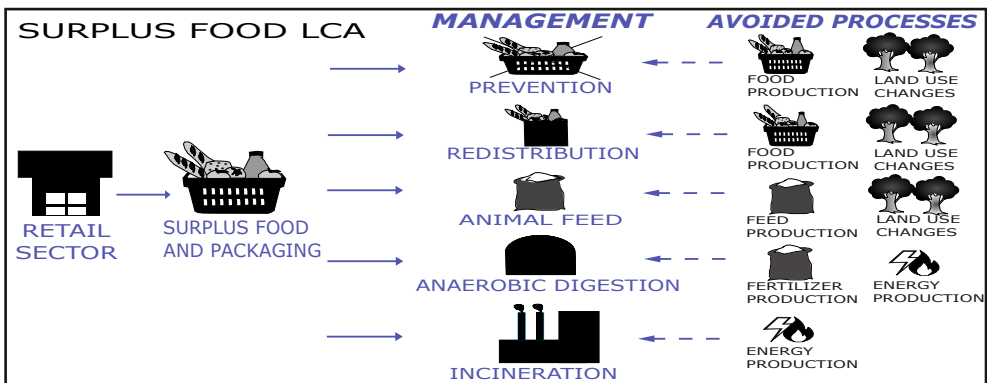 SURPLUS FOOD LCA
MANAGEMENT
AVOIDED PROCESSES
RETAIL
SECTOR
SURPLUS FOOD
AND PACKAGING
PREVENTION
FOOD
PRODUCTION
LAND USE
CHANGES
REDISTRIBUTION
FOOD
PRODUCTION
LAND USE
CHANGES
ANIMAL FEED
FEED
PRODUCTION
LAND USE
CHANGES
ANAEROBIC DIGESTION
FERTILIZER
PRODUCTION
ENERGY
PRODUCTION
INCINERATION
ENERGY
PRODUCTION